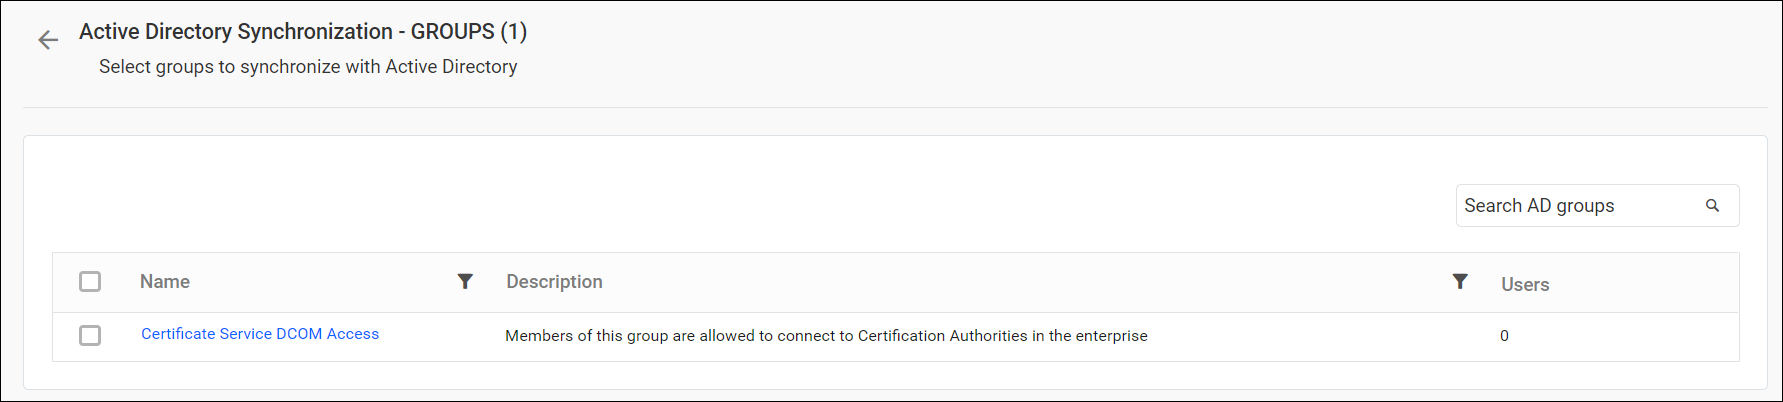 Active Directory Synchronization - GROUPS (1)
Select groups to synchronize with Active Directory
Search AD groups
Name Description Users
Certificate Service DCOM Access Members of this group are allowed to connect to Certification Authorities in the enterprise 0